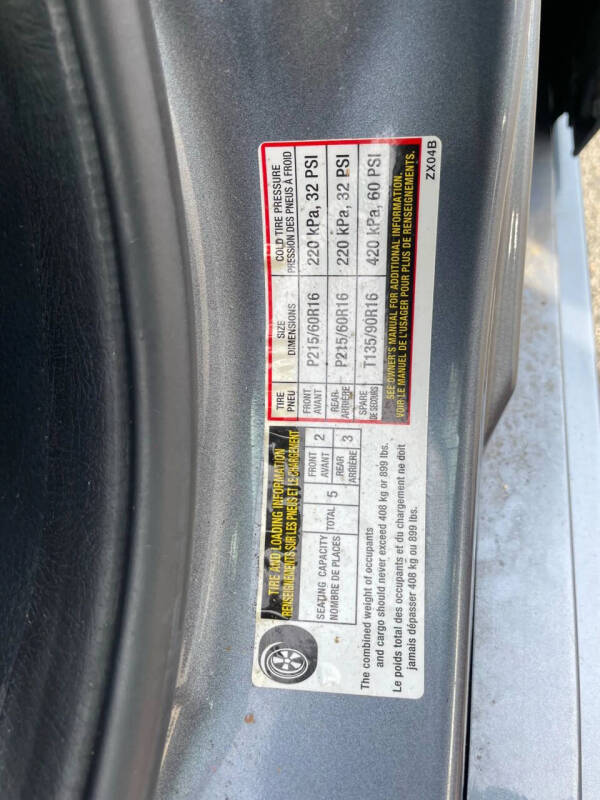 TIRE AND LOADING INFORMATION
RENSEIGNEMENTS SUR LES PNEUS ET LE CHARGEMENT
SEATING CAPACITY
NOMBRE DE PLACES
TOTAL 5
FRONT
AVANT
2
REAR
ARRIÈRE
3
The combined weight of occupants
and cargo should never exceed 408 kg or 899 lbs.
Le poids total des occupants et du chargement ne doit
jamais dépasser 408 kg ou 899 lbs.
TIRE
PNEU
SIZE
DIMENSIONS
COLD TIRE PRESSURE
PRESSION DES PNEUS À FROID
FRONT
AVANT
P215/60R16
220 kPa, 32 PSI
REAR
ARRIÈRE
P215/60R16
220 kPa, 32 PSI
SPARE
DE SECOURS
T135/90R16
420 kPa, 60 PSI
SEE OWNER'S MANUAL FOR ADDITIONAL INFORMATION.
VOIR LE MANUEL DE L'USAGER POUR PLUS DE RENSEIGNEMENTS.
ZX04B